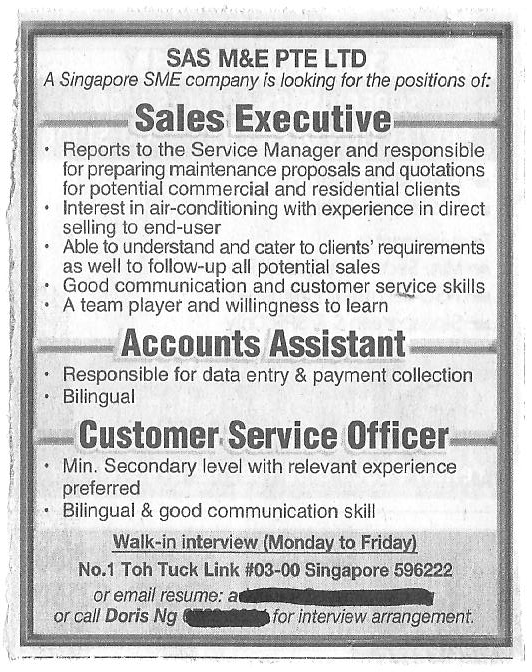 SAS M&E PTE LTD
A Singapore SME company is looking for the positions of:
Sales Executive
• Reports to the Service Manager and responsible
for preparing maintenance proposals and quotations
for potential commercial and residential clients
• Interest in air-conditioning with experience in direct
selling to end-user
• Able to understand and cater to clients' requirements
as well to follow-up all potential sales
• Good communication and customer service skills
• A team player and willingness to learn
Accounts Assistant
• Responsible for data entry & payment collection
• Bilingual
Customer Service Officer
• Min. Secondary level with relevant experience
preferred
• Bilingual & good communication skill
Walk-in interview (Monday to Friday)
No.1 Toh Tuck Link #03-00 Singapore 596222
or email resume:
or call Doris Ng for interview arrangement.